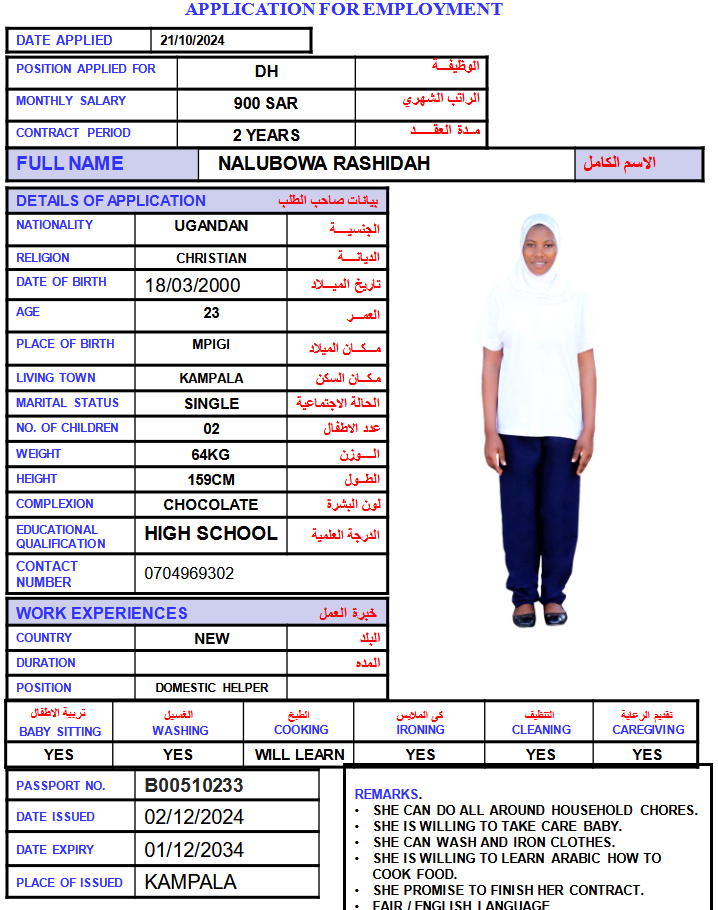 APPLICATION FOR EMPLOYMENT
DATE APPLIED 21/10/2024
POSITION APPLIED FOR DH الوظيفـــة
MONTHLY SALARY 900 SAR الراتب الشهري
CONTRACT PERIOD 2 YEARS مـدة العقـــد
FULL NAME NALUBOWA RASHIDAH الاسم الكامل
DETAILS OF APPLICATION بيانات صاحب الطلب
NATIONALITY UGANDAN الجنسيـــة
RELIGION CHRISTIAN الديانـــة
DATE OF BIRTH 18/03/2000 تاريخ الميــلاد
AGE 23 العمــر
PLACE OF BIRTH MPIGI مـكــان الميلاد
LIVING TOWN KAMPALA مكـان السكن
MARITAL STATUS SINGLE الحالة الاجتماعية
NO. OF CHILDREN 02 عدد الاطفال
WEIGHT 64KG الـــوزن
HEIGHT 159CM الطــول
COMPLEXION CHOCOLATE لون البشرة
EDUCATIONAL QUALIFICATION HIGH SCHOOL الدرجة العلمية
CONTACT NUMBER 0704969302
WORK EXPERIENCES خبرة العمل
COUNTRY NEW البلد
DURATION المده
POSITION DOMESTIC HELPER
تربية الاطفال الغسيل الطبخ كى الملابس التنظيف تقديم الرعاية
BABY SITTING WASHING COOKING IRONING CLEANING CAREGIVING
YES YES WILL LEARN YES YES YES
PASSPORT NO. B00510233
DATE ISSUED 02/12/2024
DATE EXPIRY 01/12/2034
PLACE OF ISSUED KAMPALA
REMARKS.
• SHE CAN DO ALL AROUND HOUSEHOLD CHORES.
• SHE IS WILLING TO TAKE CARE BABY.
• SHE CAN WASH AND IRON CLOTHES.
• SHE IS WILLING TO LEARN ARABIC HOW TO
COOK FOOD.
• SHE PROMISE TO FINISH HER CONTRACT.
• FAIR / ENGLISH LANGUAGE